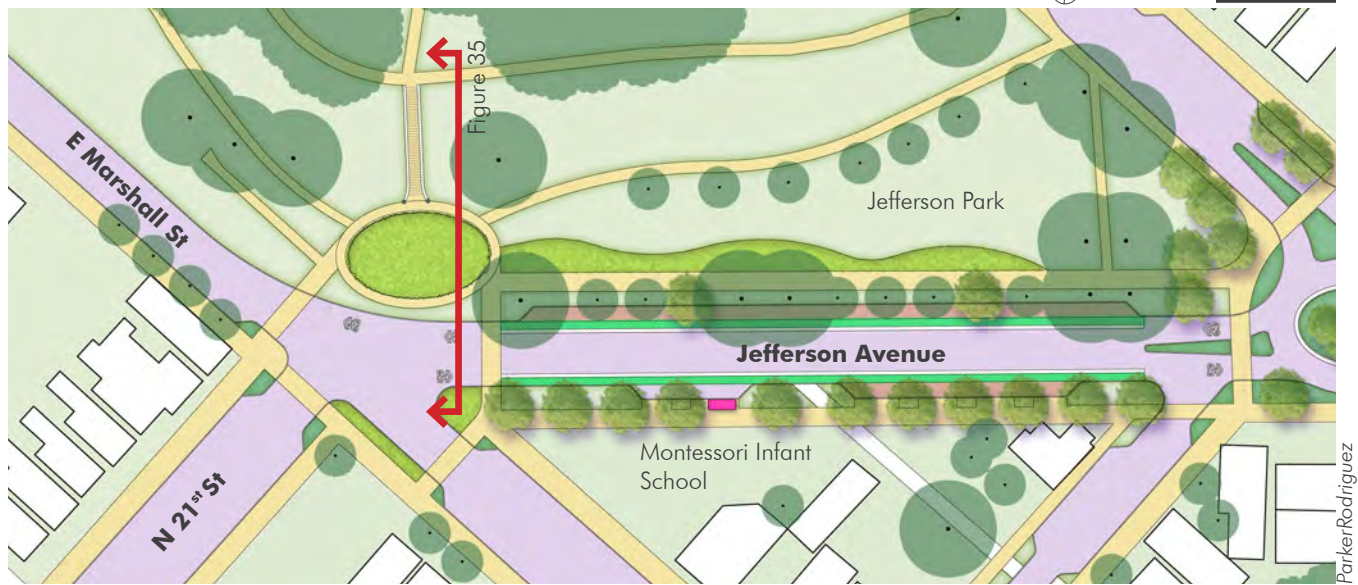 Figure 35
E Marshall St
Jefferson Park
Jefferson Avenue
Montessori Infant
School
N 21st St
ParkerRodriguez